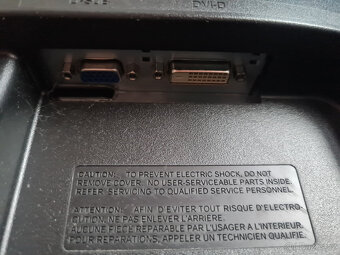 D-SUB DVI-D
CAUTION: TO PREVENT ELECTRIC SHOCK, DO NOT
REMOVE COVER. NO USER-SERVICEABLE PARTS INSIDE.
REFER SERVICING TO QUALIFIED SERVICE PERSONNEL.
ATTENTION: AFIN D'EVITER TOUT RISQUE D'ELECTRO-
CUTION, NE PAS ENLEVER L'ARRIERE.
AUCUNE PIECE REPARABLE PAR L'USAGER A L'INTERIEUR.
POUR REPARATIONS, APPELER UN TECHNICIEN QUALIFIE.